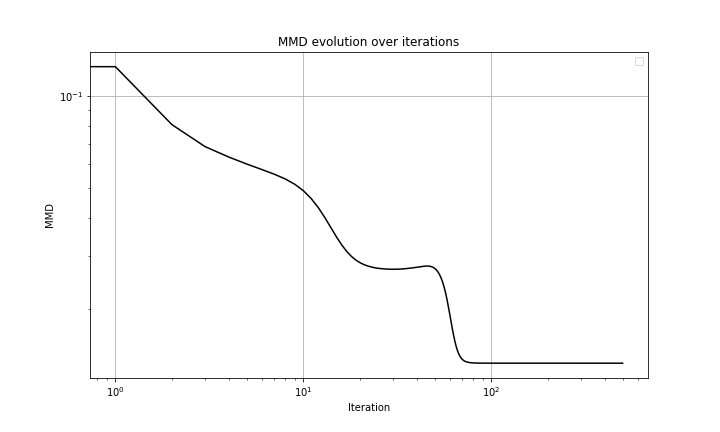 MMD evolution over iterations
10⁻¹
MMD
10⁰ 10¹ 10²
Iteration